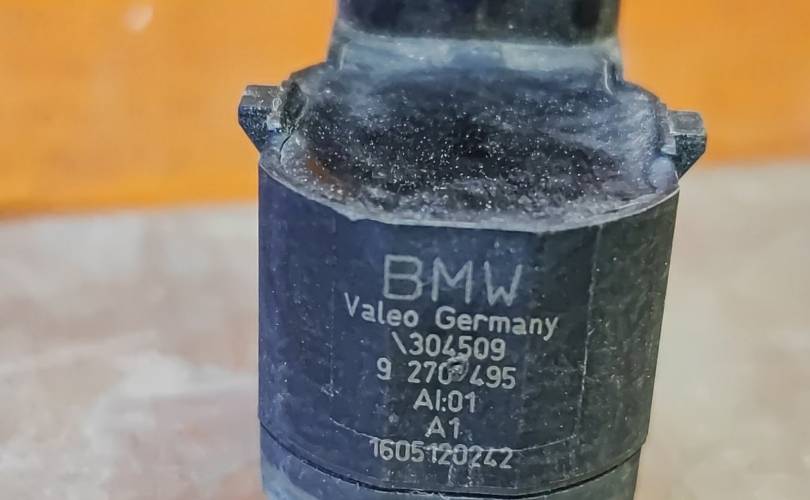 BMW
Valeo Germany
\304509
9 270 495
AI:01
A1
1605120242